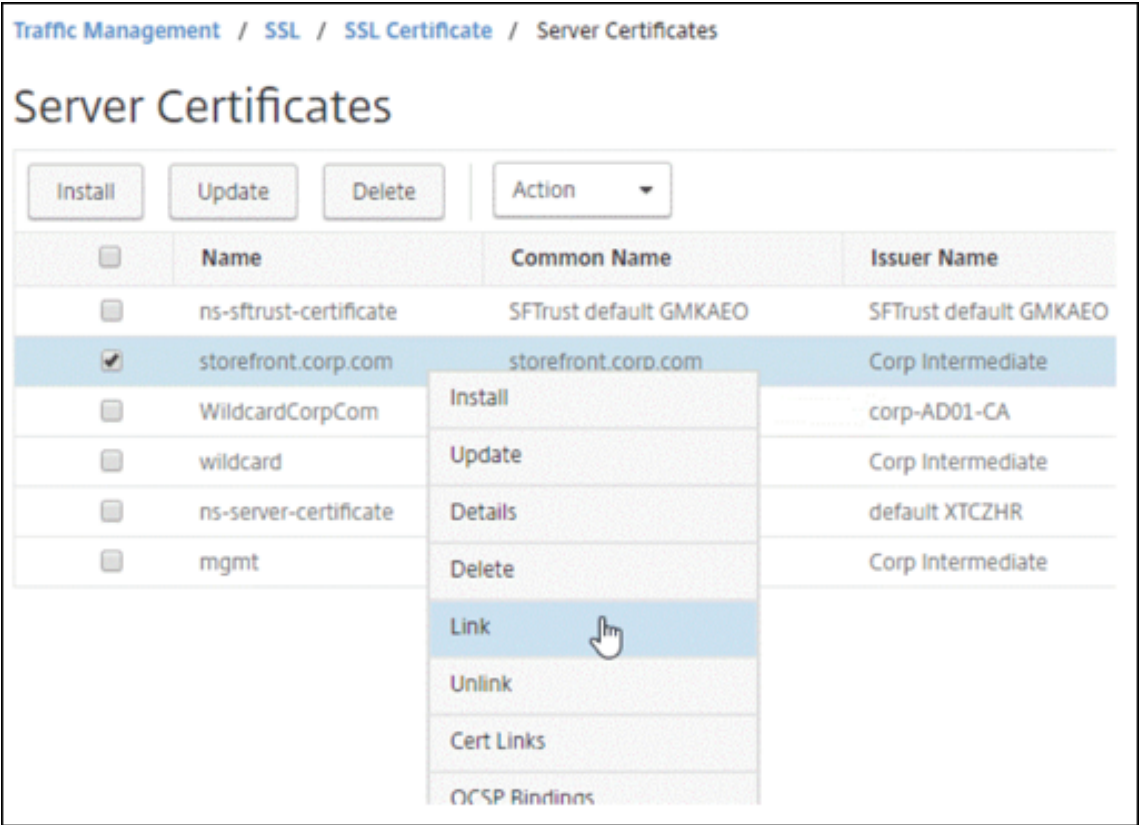 Traffic Management / SSL / SSL Certificate / Server Certificates
Server Certificates
Install Update Delete Action
Name Common Name Issuer Name
ns-sftrust-certificate SFTrust default GMKAEO SFTrust default GMKAEO
storefront.corp.com storefront.corp.com Corp Intermediate
WildcardCorpCom corp-AD01-CA
wildcard Corp Intermediate
ns-server-certificate default XTCZHR
mgmt Corp Intermediate
Install
Update
Details
Delete
Link
Unlink
Cert Links
OCSP Bindings